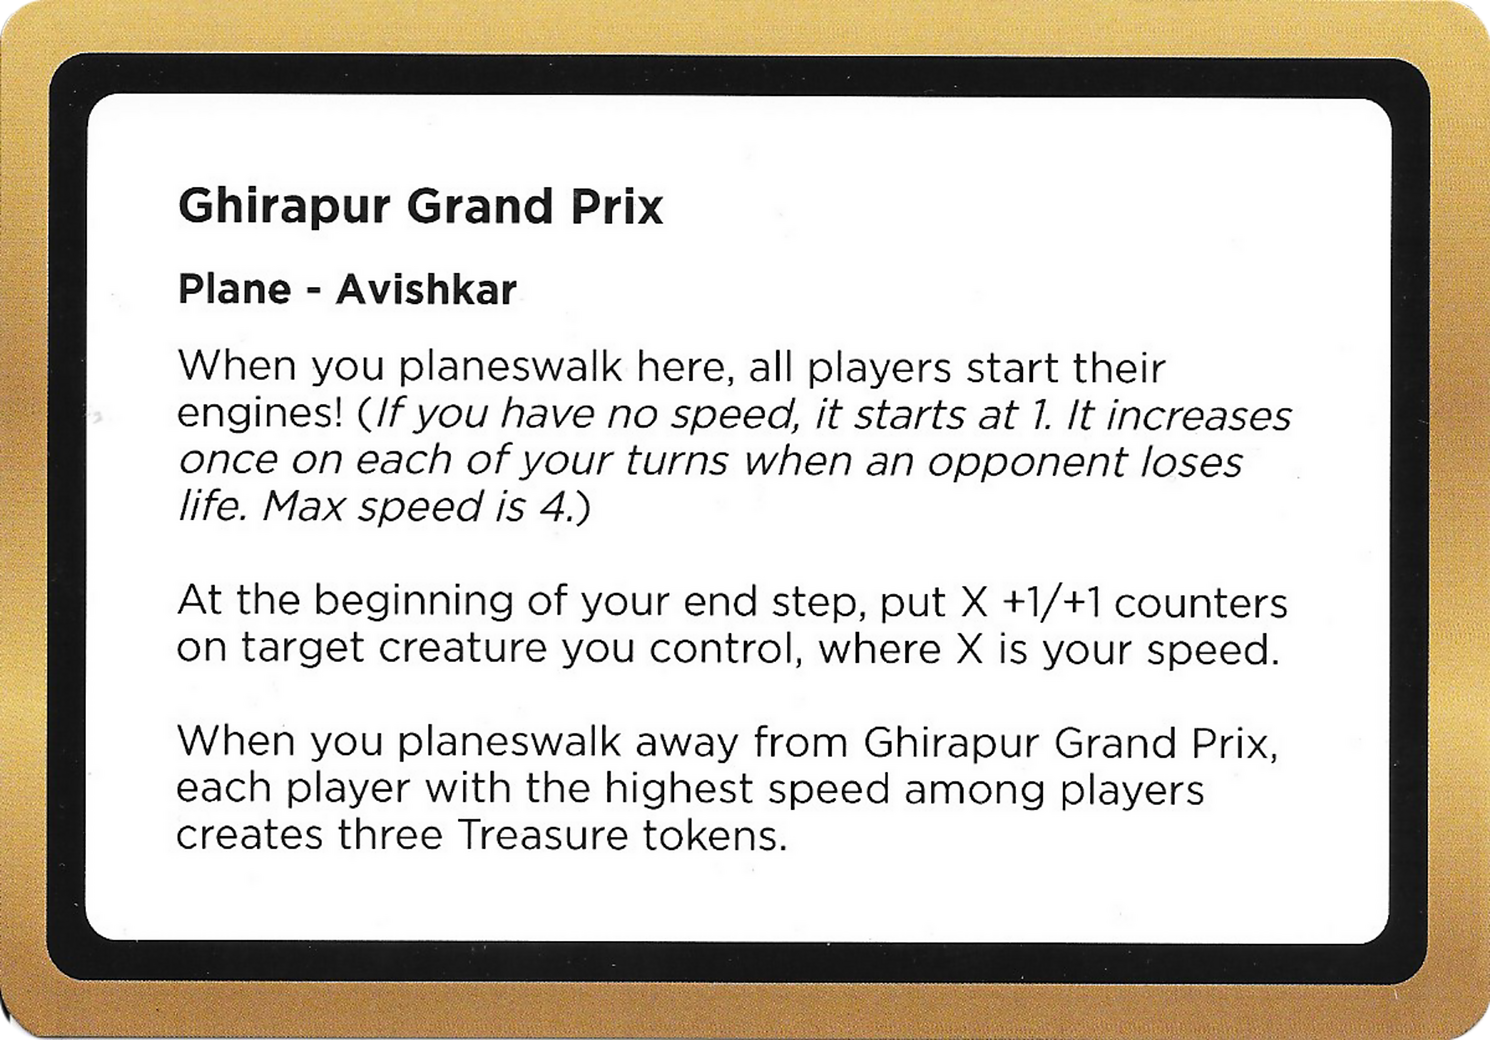 Ghirapur Grand Prix
Plane - Avishkar
When you planeswalk here, all players start their
engines! (If you have no speed, it starts at 1. It increases
once on each of your turns when an opponent loses
life. Max speed is 4.)
At the beginning of your end step, put X +1/+1 counters
on target creature you control, where X is your speed.
When you planeswalk away from Ghirapur Grand Prix,
each player with the highest speed among players
creates three Treasure tokens.